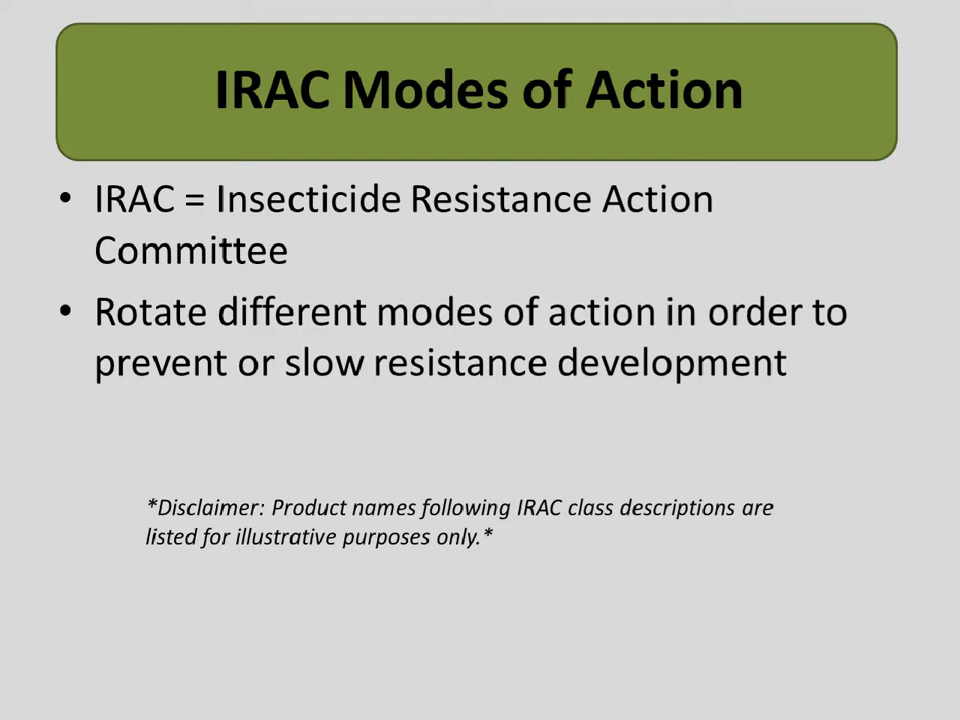 IRAC Modes of Action
• IRAC = Insecticide Resistance Action
Committee
• Rotate different modes of action in order to
prevent or slow resistance development
*Disclaimer: Product names following IRAC class descriptions are
listed for illustrative purposes only.*